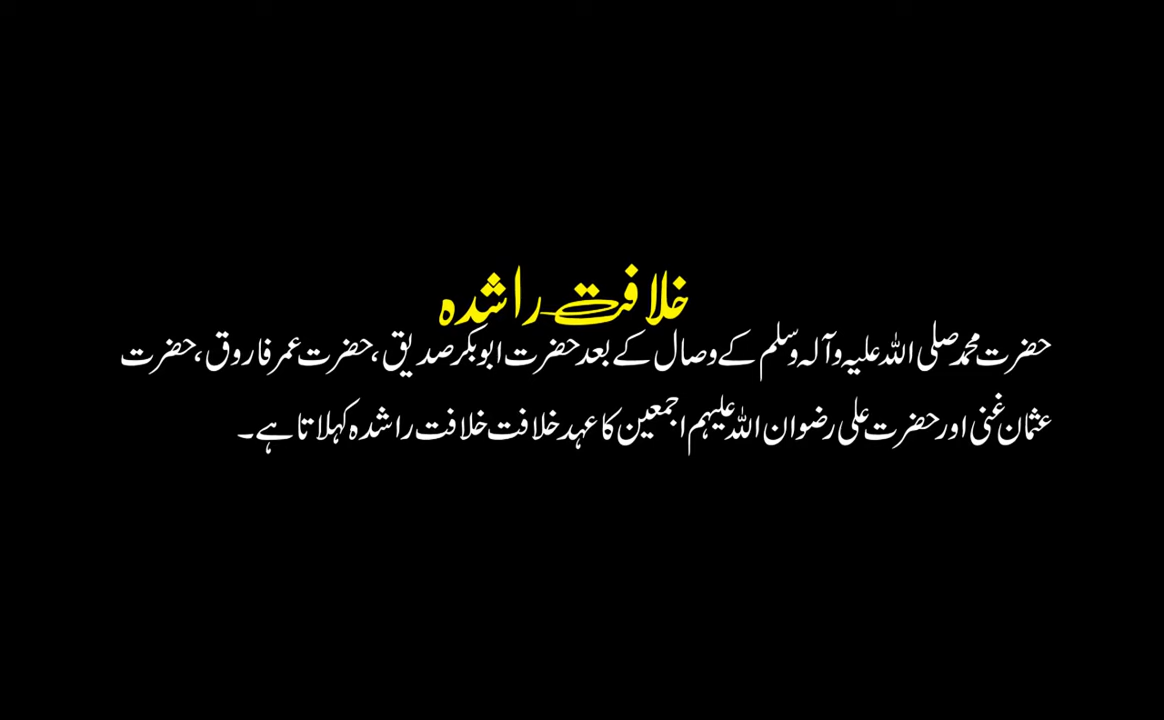 خلافت راشدہ
حضرت محمد صلی اللہ علیہ وآلہ وسلم کے وصال کے بعد حضرت ابوبکر صدیق ، حضرت عمر فاروق ، حضرت
عثمان غنی اور حضرت علی رضوان اللہ علیہم اجمعین کا عہد خلافت خلافت راشدہ کہلاتا ہے ۔